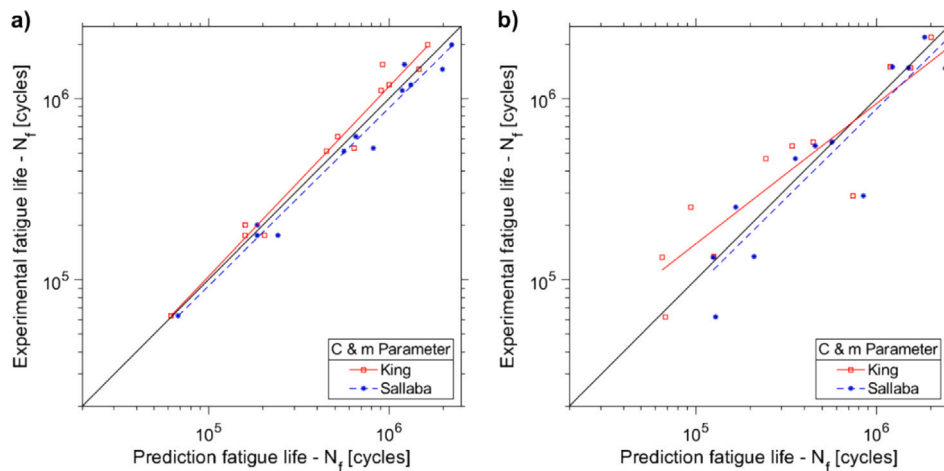 a)
Experimental fatigue life - N_f [cycles]
10^6
10^5
C & m Parameter
King
Sallaba
10^5
10^6
Prediction fatigue life - N_f [cycles]
b)
Experimental fatigue life - N_f [cycles]
10^6
10^5
C & m Parameter
King
Sallaba
10^5
10^6
Prediction fatigue life - N_f [cycles]